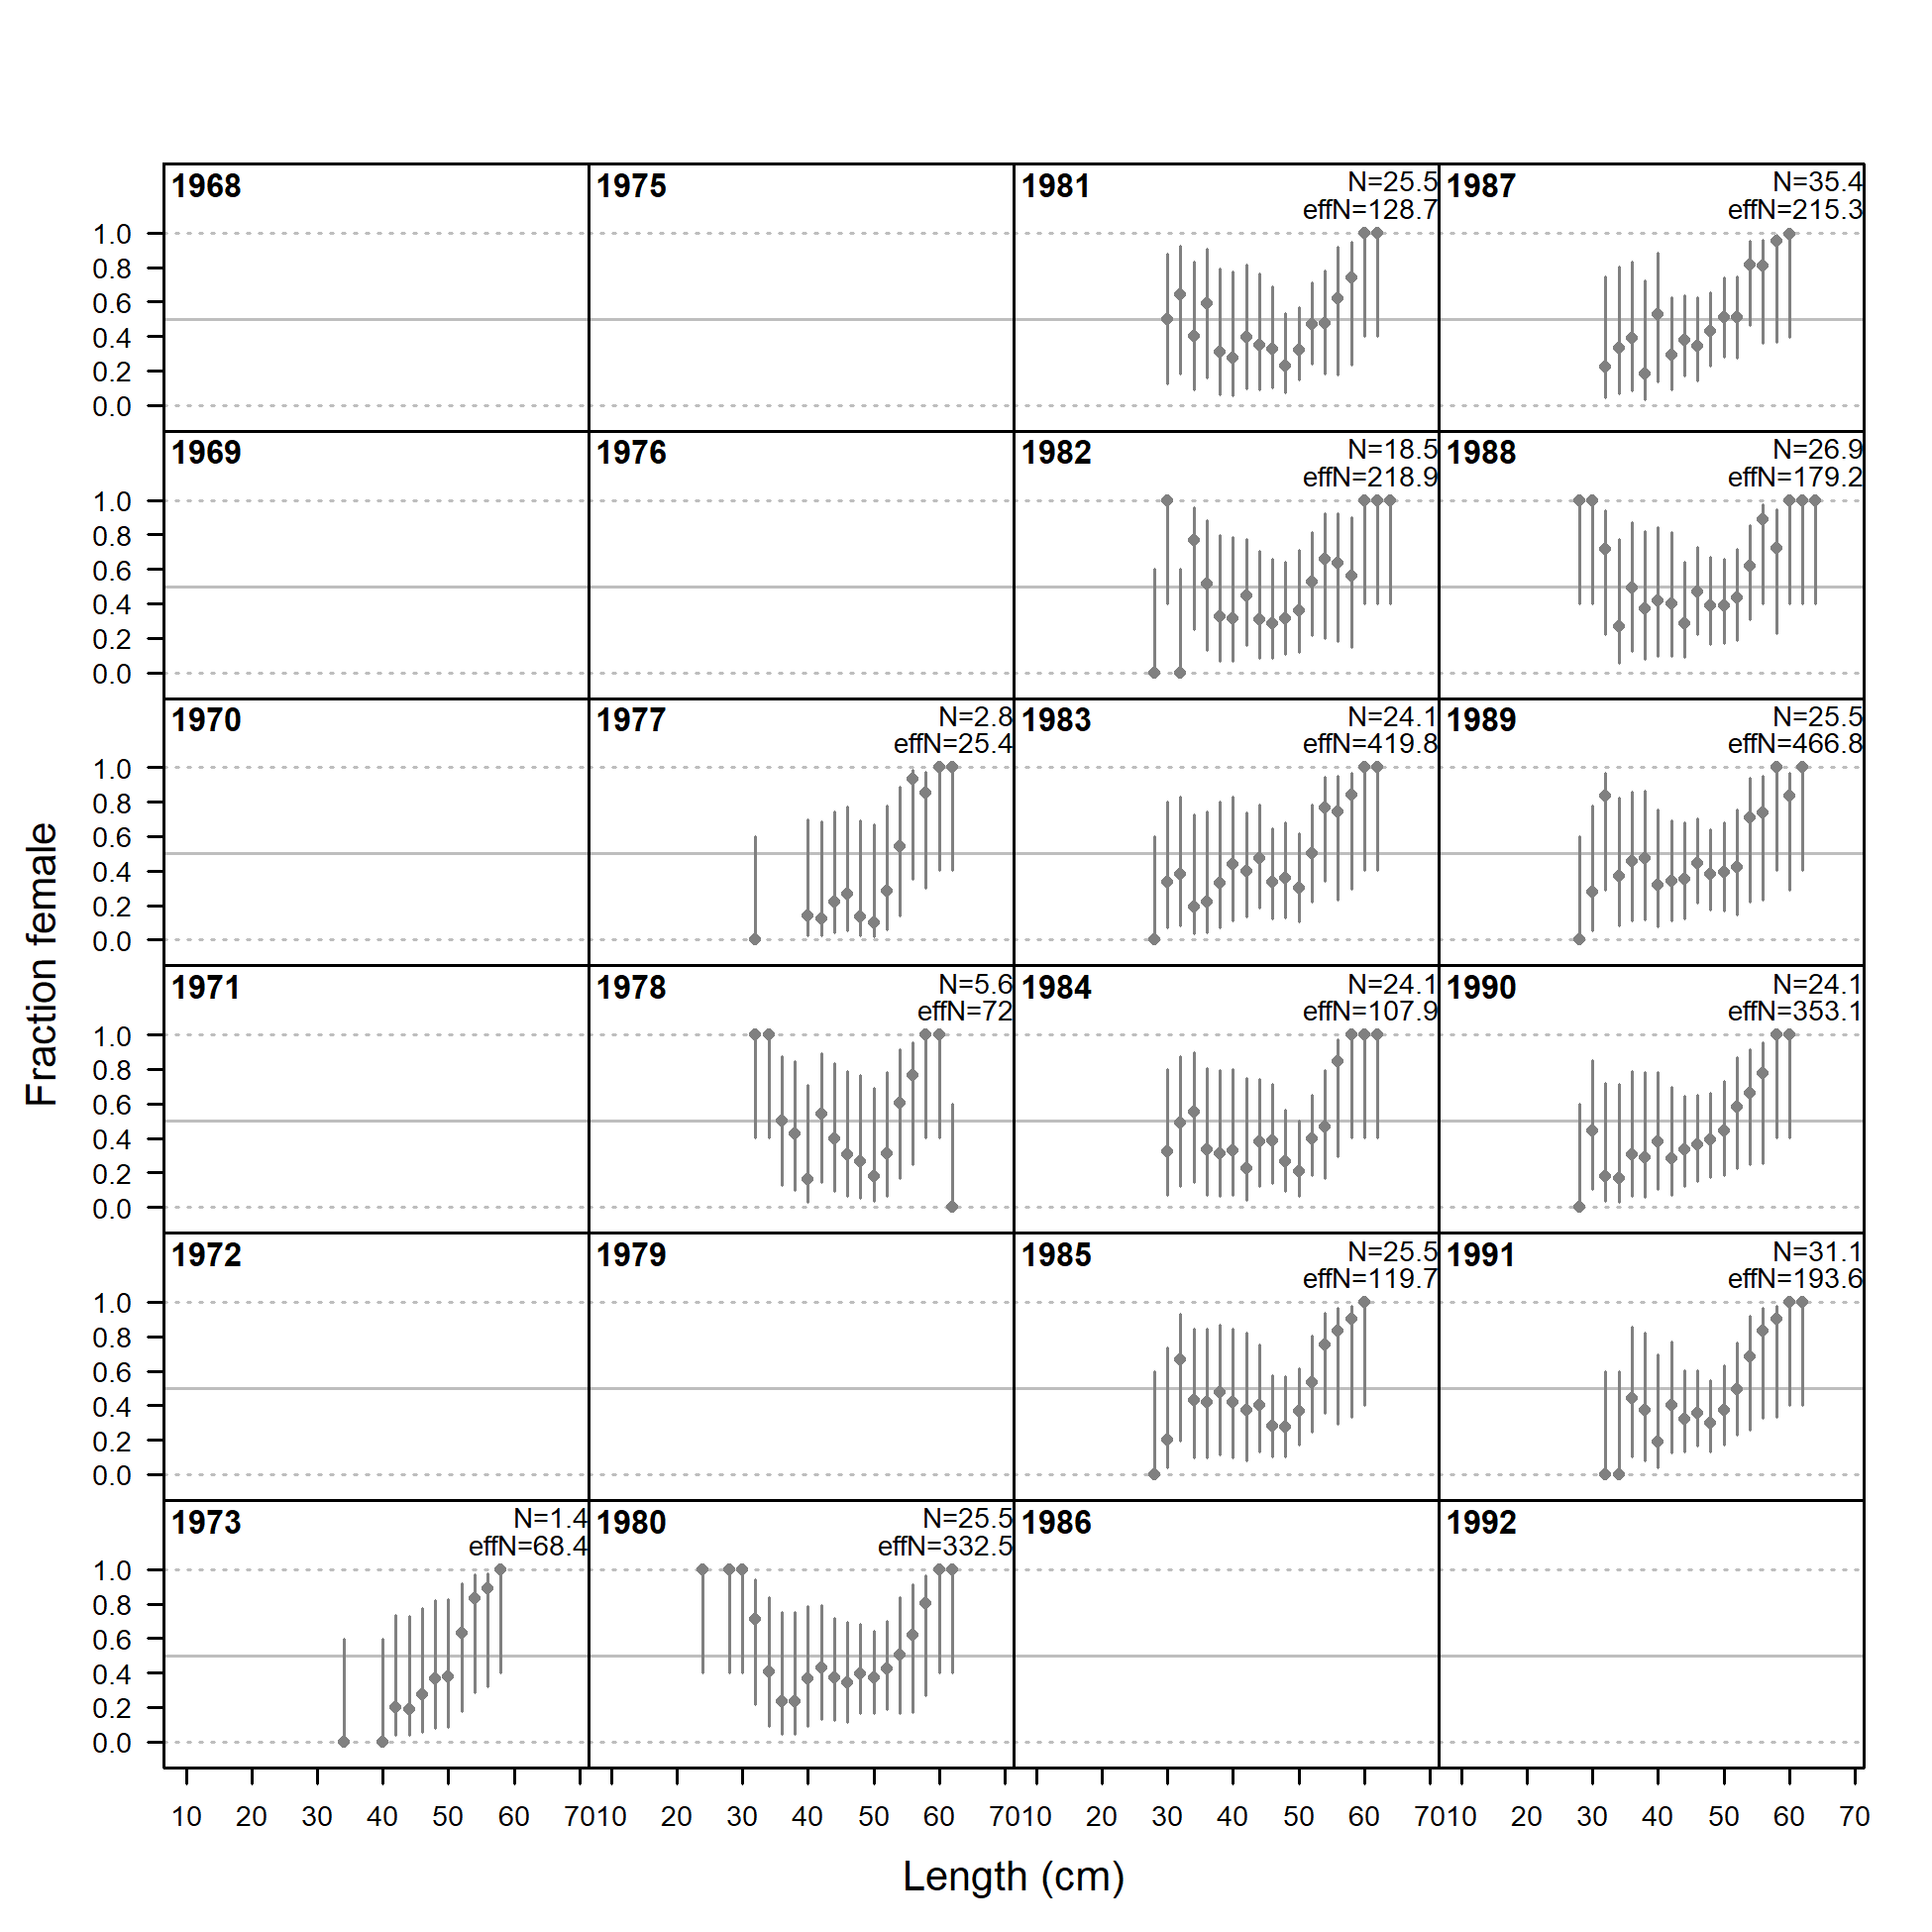 1968
1975
1981
N=25.5
effN=128.7
1987
N=35.4
effN=215.3
1.0
0.8
0.6
0.4
0.2
0.0
1969
1976
1982
N=18.5
effN=218.9
1988
N=26.9
effN=179.2
1.0
0.8
0.6
0.4
0.2
0.0
1970
1977
N=2.8
effN=25.4
1983
N=24.1
effN=419.8
1989
N=25.5
effN=466.8
1.0
0.8
0.6
0.4
0.2
0.0
1971
1978
N=5.6
effN=72
1984
N=24.1
effN=107.9
1990
N=24.1
effN=353.1
1.0
0.8
0.6
0.4
0.2
0.0
1972
1979
1985
N=25.5
effN=119.7
1991
N=31.1
effN=193.6
1.0
0.8
0.6
0.4
0.2
0.0
1973
N=1.4
effN=68.4
1980
N=25.5
effN=332.5
1986
1992
1.0
0.8
0.6
0.4
0.2
0.0
10 20 30 40 50 60 70
10 20 30 40 50 60 70
10 20 30 40 50 60 70
10 20 30 40 50 60 70
Length (cm)
Fraction female